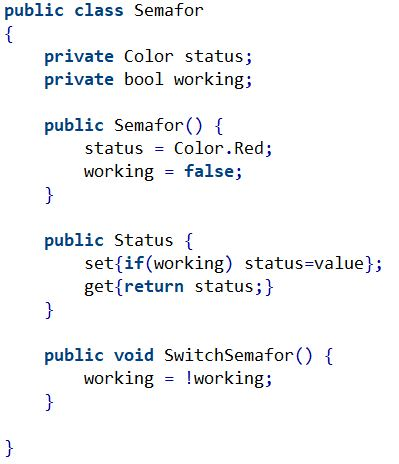 public class Semafor
{
    private Color status;
    private bool working;

    public Semafor() {
        status = Color.Red;
        working = false;
    }

    public Status {
        set{if(working) status=value};
        get{return status;}
    }

    public void SwitchSemafor() {
        working = !working;
    }

}